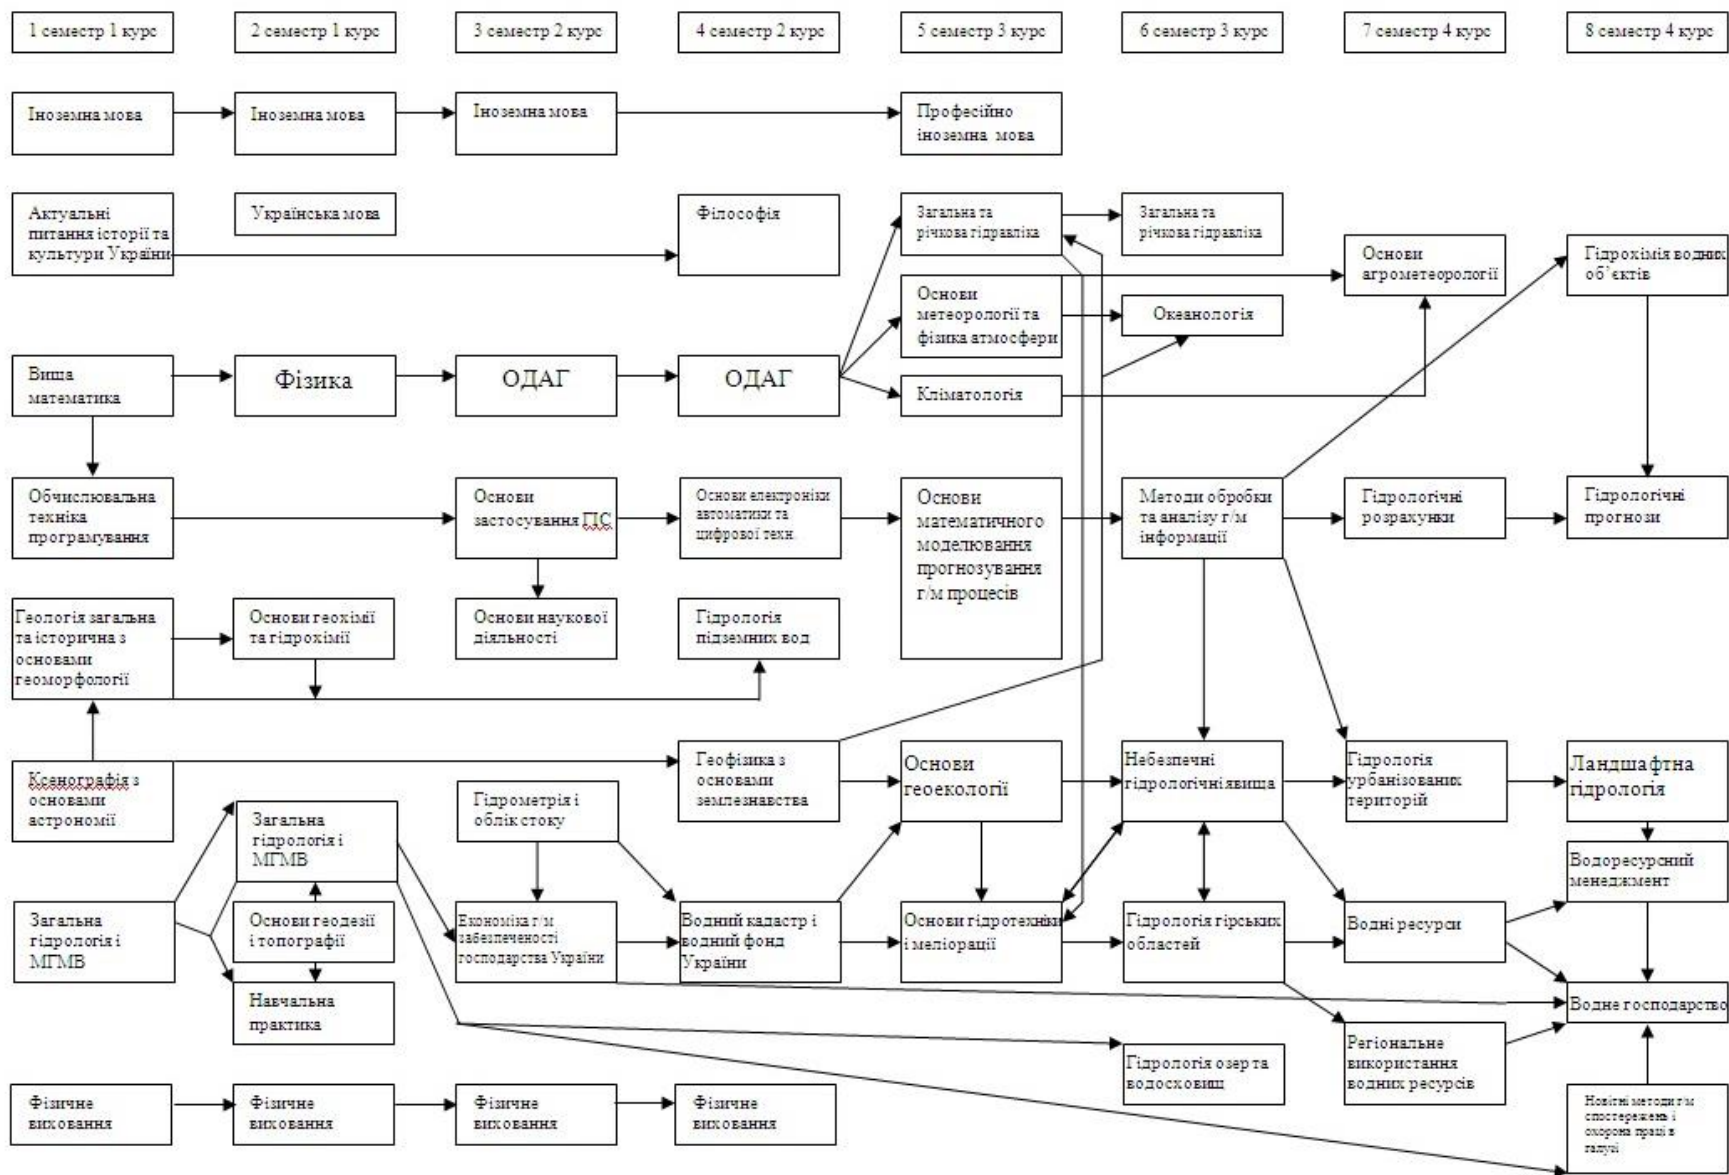 1 семестр 1 курс
2 семестр 1 курс
3 семестр 2 курс
4 семестр 2 курс
5 семестр 3 курс
6 семестр 3 курс
7 семестр 4 курс
8 семестр 4 курс
Іноземна мова
Іноземна мова
Іноземна мова
Професійно
іноземна мова
Актуальні
питання історії та
культури України
Українська мова
Філософія
Загальна та
річкова гідравліка
Загальна та
річкова гідравліка
Основи
агрометеорології
Гідрохімія водних
об’єктів
Основи
метеорології та
фізика атмосфери
Океанологія
Вища
математика
Фізика
ОДАГ
ОДАГ
Кліматологія
Обчислювальна
техніка
програмування
Основи
застосування ГІС
Основи електроніки
автоматики та
цифрової техн.
Основи
математичного
моделювання
прогнозування
г/м процесів
Методи обробки
та аналізу г/м
інформації
Гідрологічні
розрахунки
Гідрологічні
прогнози
Геологія загальна
та історична з
основами
геоморфології
Основи геохімії
та гідрохімії
Основи наукової
діяльності
Гідрологія
підземних вод
Ксенографія з
основами
астрономії
Геофізика з
основами
землезнавства
Основи
геоекології
Небезпечні
гідрологічні явища
Гідрологія
урбанізованих
територій
Ландшафтна
гідрологія
Загальна
гідрологія і
МГМВ
Гідрометрія і
облік стоку
Водоресурсний
менеджмент
Загальна
гідрологія і
МГМВ
Основи геодезії
і топографії
Економіка г/м
забезпеченості
господарства України
Водний кадастр і
водний фонд
України
Основи гідротехніки
і меліорації
Гідрологія гірських
областей
Водні ресурси
Навчальна
практика
Водне господарство
Гідрологія озер та
водосховищ
Регіональне
використання
водних ресурсів
Фізичне
виховання
Фізичне
виховання
Фізичне
виховання
Фізичне
виховання
Новітні методи г/м
спостережень і
охорона праці в
галузі